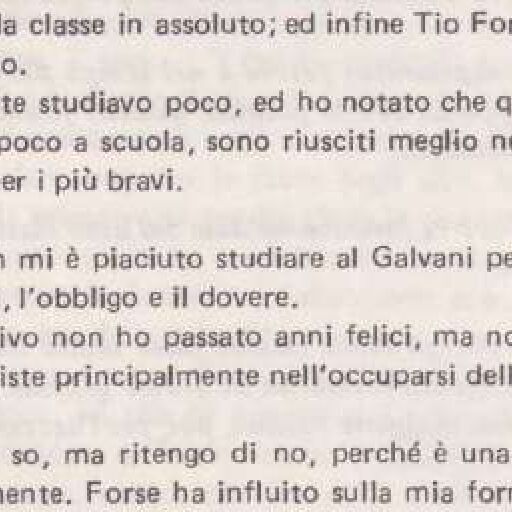 la classe in assoluto; ed infine Tio For
o.
te studiavo poco, ed ho notato che q
poco a scuola, sono riusciti meglio ne
er i più bravi.
n mi è piaciuto studiare al Galvani pe
, l'obbligo e il dovere.
ivo non ho passato anni felici, ma no
iste principalmente nell'occuparsi dell
so, ma ritengo di no, perché è una
nente. Forse ha influito sulla mia forr